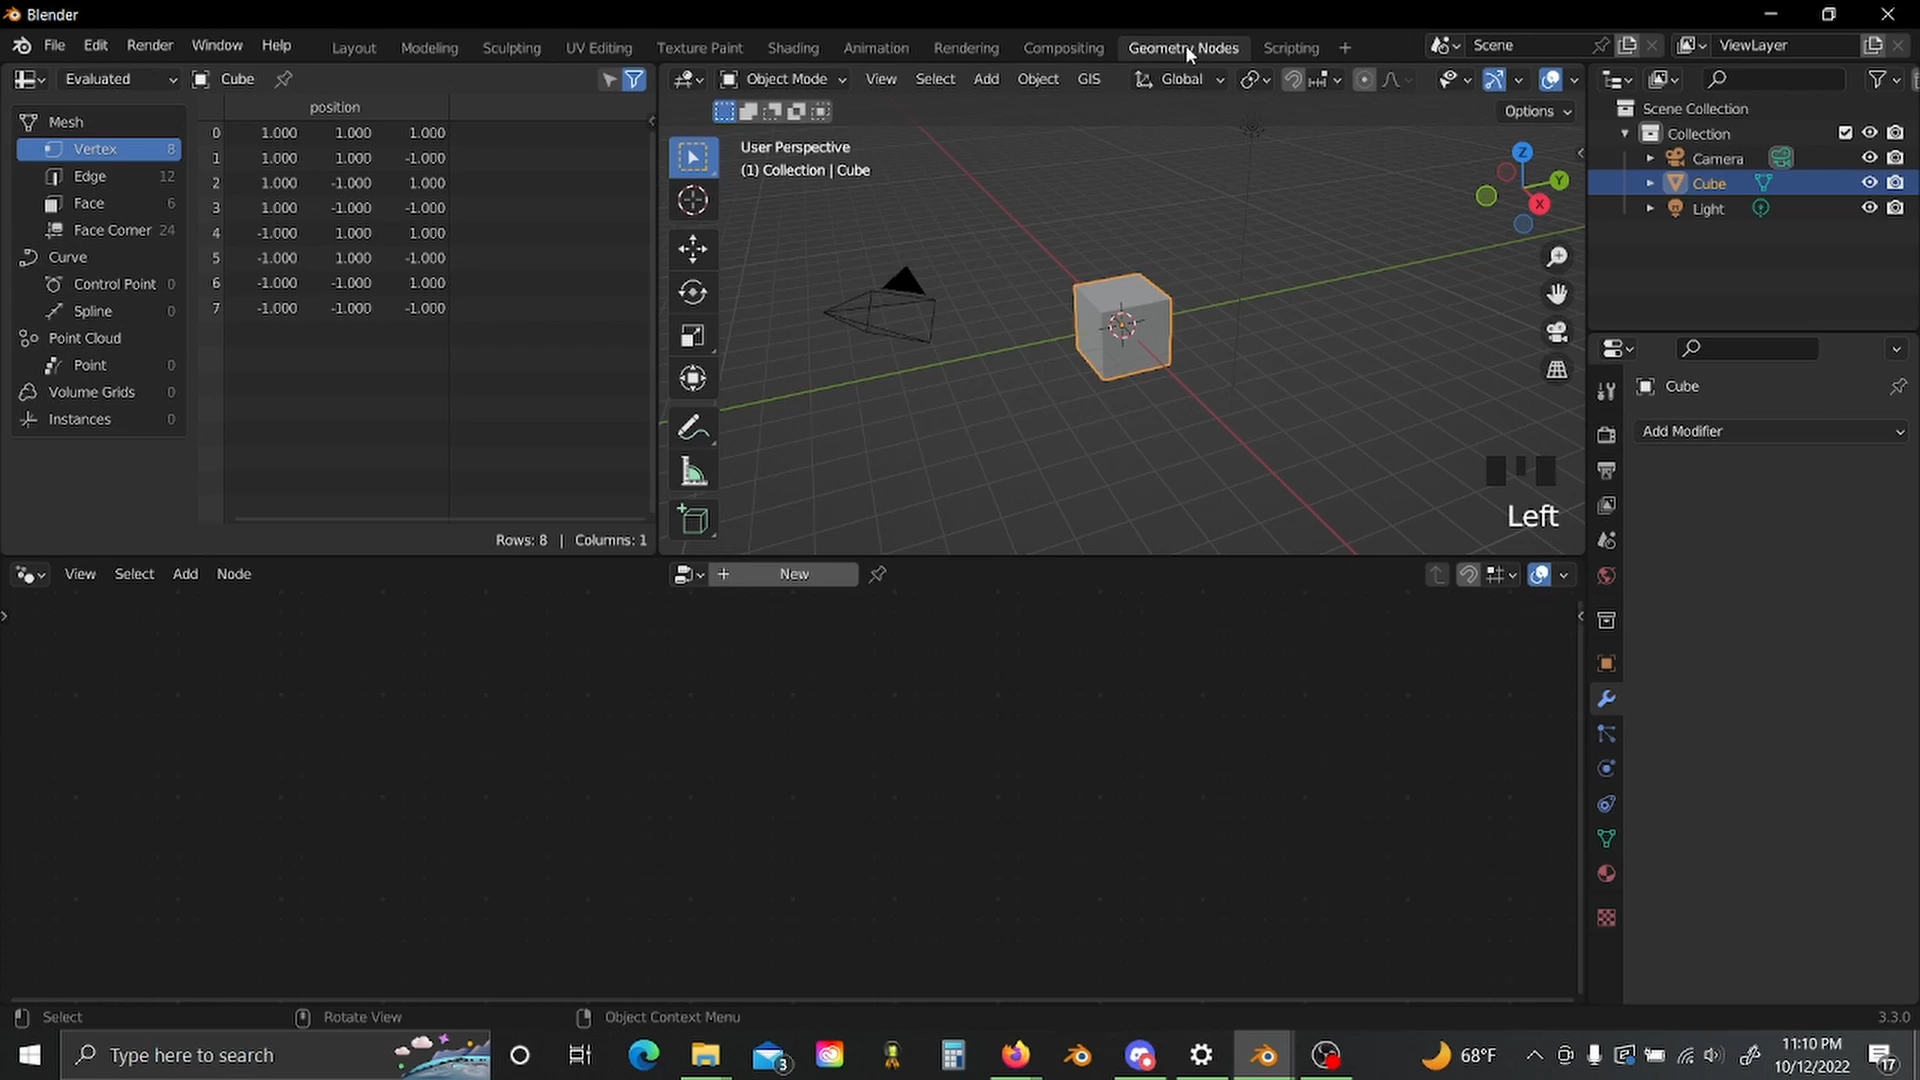 Blender
File Edit Render Window Help Layout Modeling Sculpting UV Editing Texture Paint Shading Animation Rendering Compositing Geometry Nodes Scripting + Scene ViewLayer
Evaluated Cube
Object Mode View Select Add Object GIS Global
Options
position
Mesh
Vertex 8
Edge 12
Face 6
Face Corner 24
Curve
Control Point 0
Spline 0
Point Cloud
Point 0
Volume Grids 0
Instances 0
0 1.000 1.000 1.000
1 1.000 1.000 -1.000
2 1.000 -1.000 1.000
3 1.000 -1.000 -1.000
4 -1.000 1.000 1.000
5 -1.000 1.000 -1.000
6 -1.000 -1.000 1.000
7 -1.000 -1.000 -1.000
Rows: 8 | Columns: 1
User Perspective
(1) Collection | Cube
Z
Y
X
Left
Scene Collection
Collection
Camera
Cube
Light
Cube
Add Modifier
View Select Add Node
+ New
Select Rotate View Object Context Menu 3.3.0
Type here to search
3
68°F
11:10 PM
10/12/2022
17